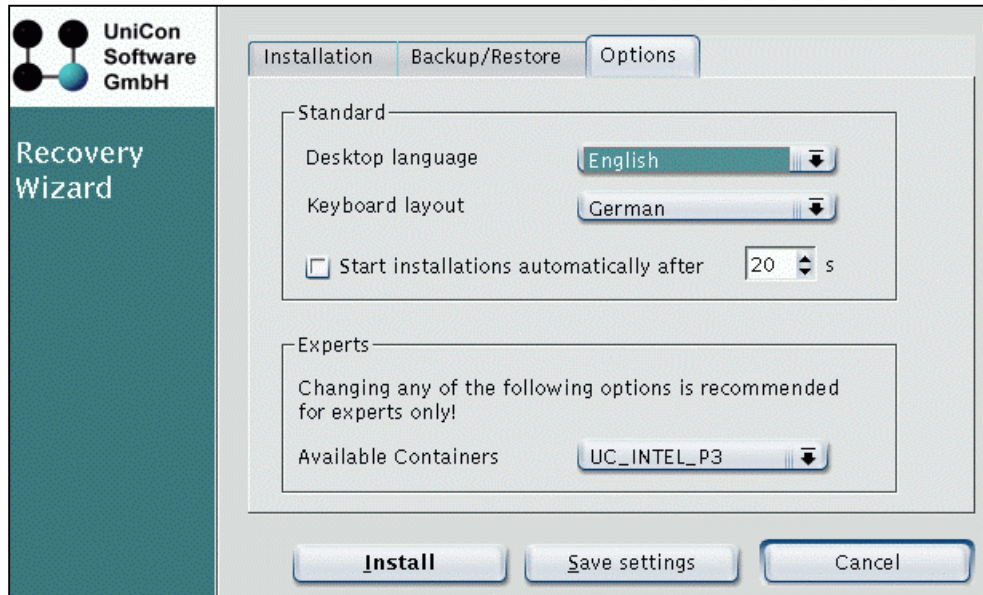 UniCon
Software
GmbH
Recovery
Wizard
Installation Backup/Restore Options
Standard
Desktop language English
Keyboard layout German
Start installations automatically after 20 s
Experts
Changing any of the following options is recommended
for experts only!
Available Containers UC_INTEL_P3
Install Save settings Cancel